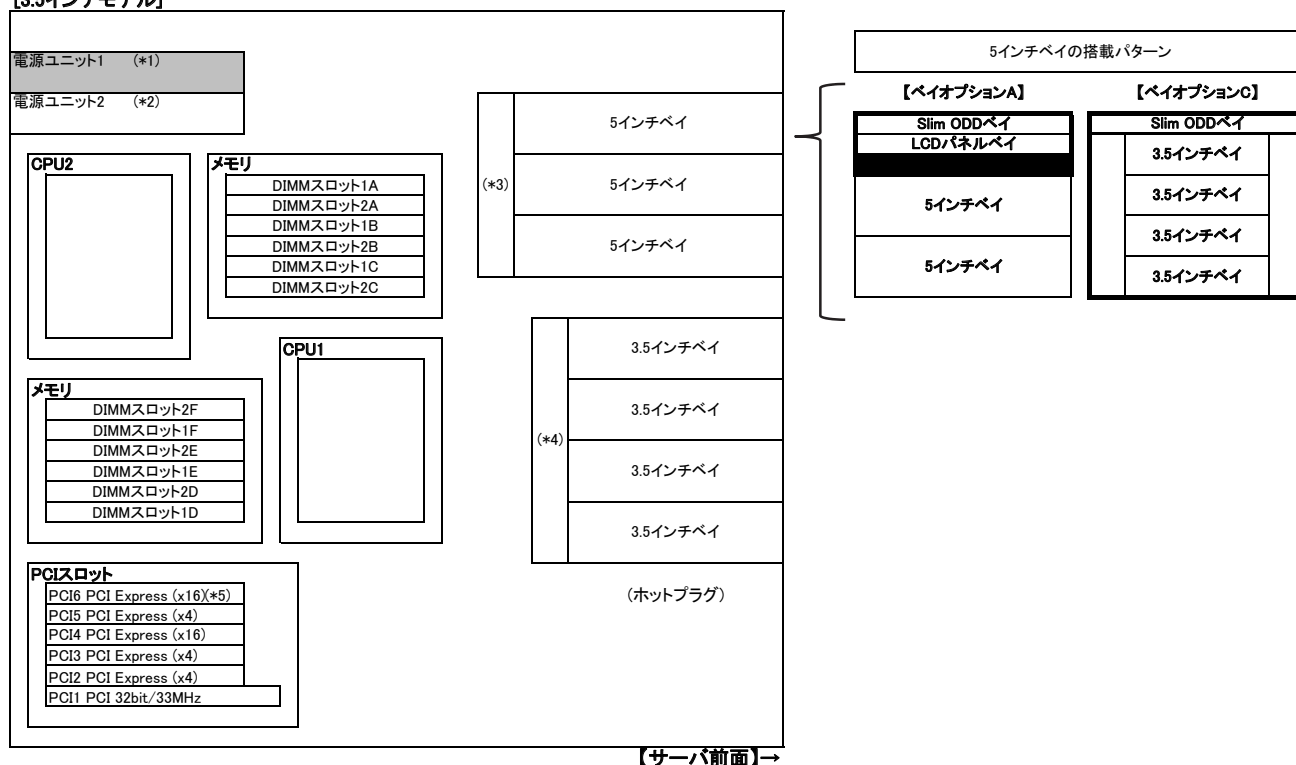 [3.5インチモデル]
電源ユニット1 (*1)
電源ユニット2 (*2)
CPU2
メモリ
DIMMスロット1A
DIMMスロット2A
DIMMスロット1B
DIMMスロット2B
DIMMスロット1C
DIMMスロット2C
CPU1
メモリ
DIMMスロット2F
DIMMスロット1F
DIMMスロット2E
DIMMスロット1E
DIMMスロット2D
DIMMスロット1D
PCIスロット
PCI6 PCI Express (x16)(*5)
PCI5 PCI Express (x4)
PCI4 PCI Express (x16)
PCI3 PCI Express (x4)
PCI2 PCI Express (x4)
PCI1 PCI 32bit/33MHz
(*3)
5インチベイ
5インチベイ
5インチベイ
(*4)
3.5インチベイ
3.5インチベイ
3.5インチベイ
3.5インチベイ
(ホットプラグ)
【サーバ前面】→
5インチベイの搭載パターン
【ベイオプションA】
Slim ODDベイ
LCDパネルベイ
5インチベイ
5インチベイ
【ベイオプションC】
Slim ODDベイ
3.5インチベイ
3.5インチベイ
3.5インチベイ
3.5インチベイ